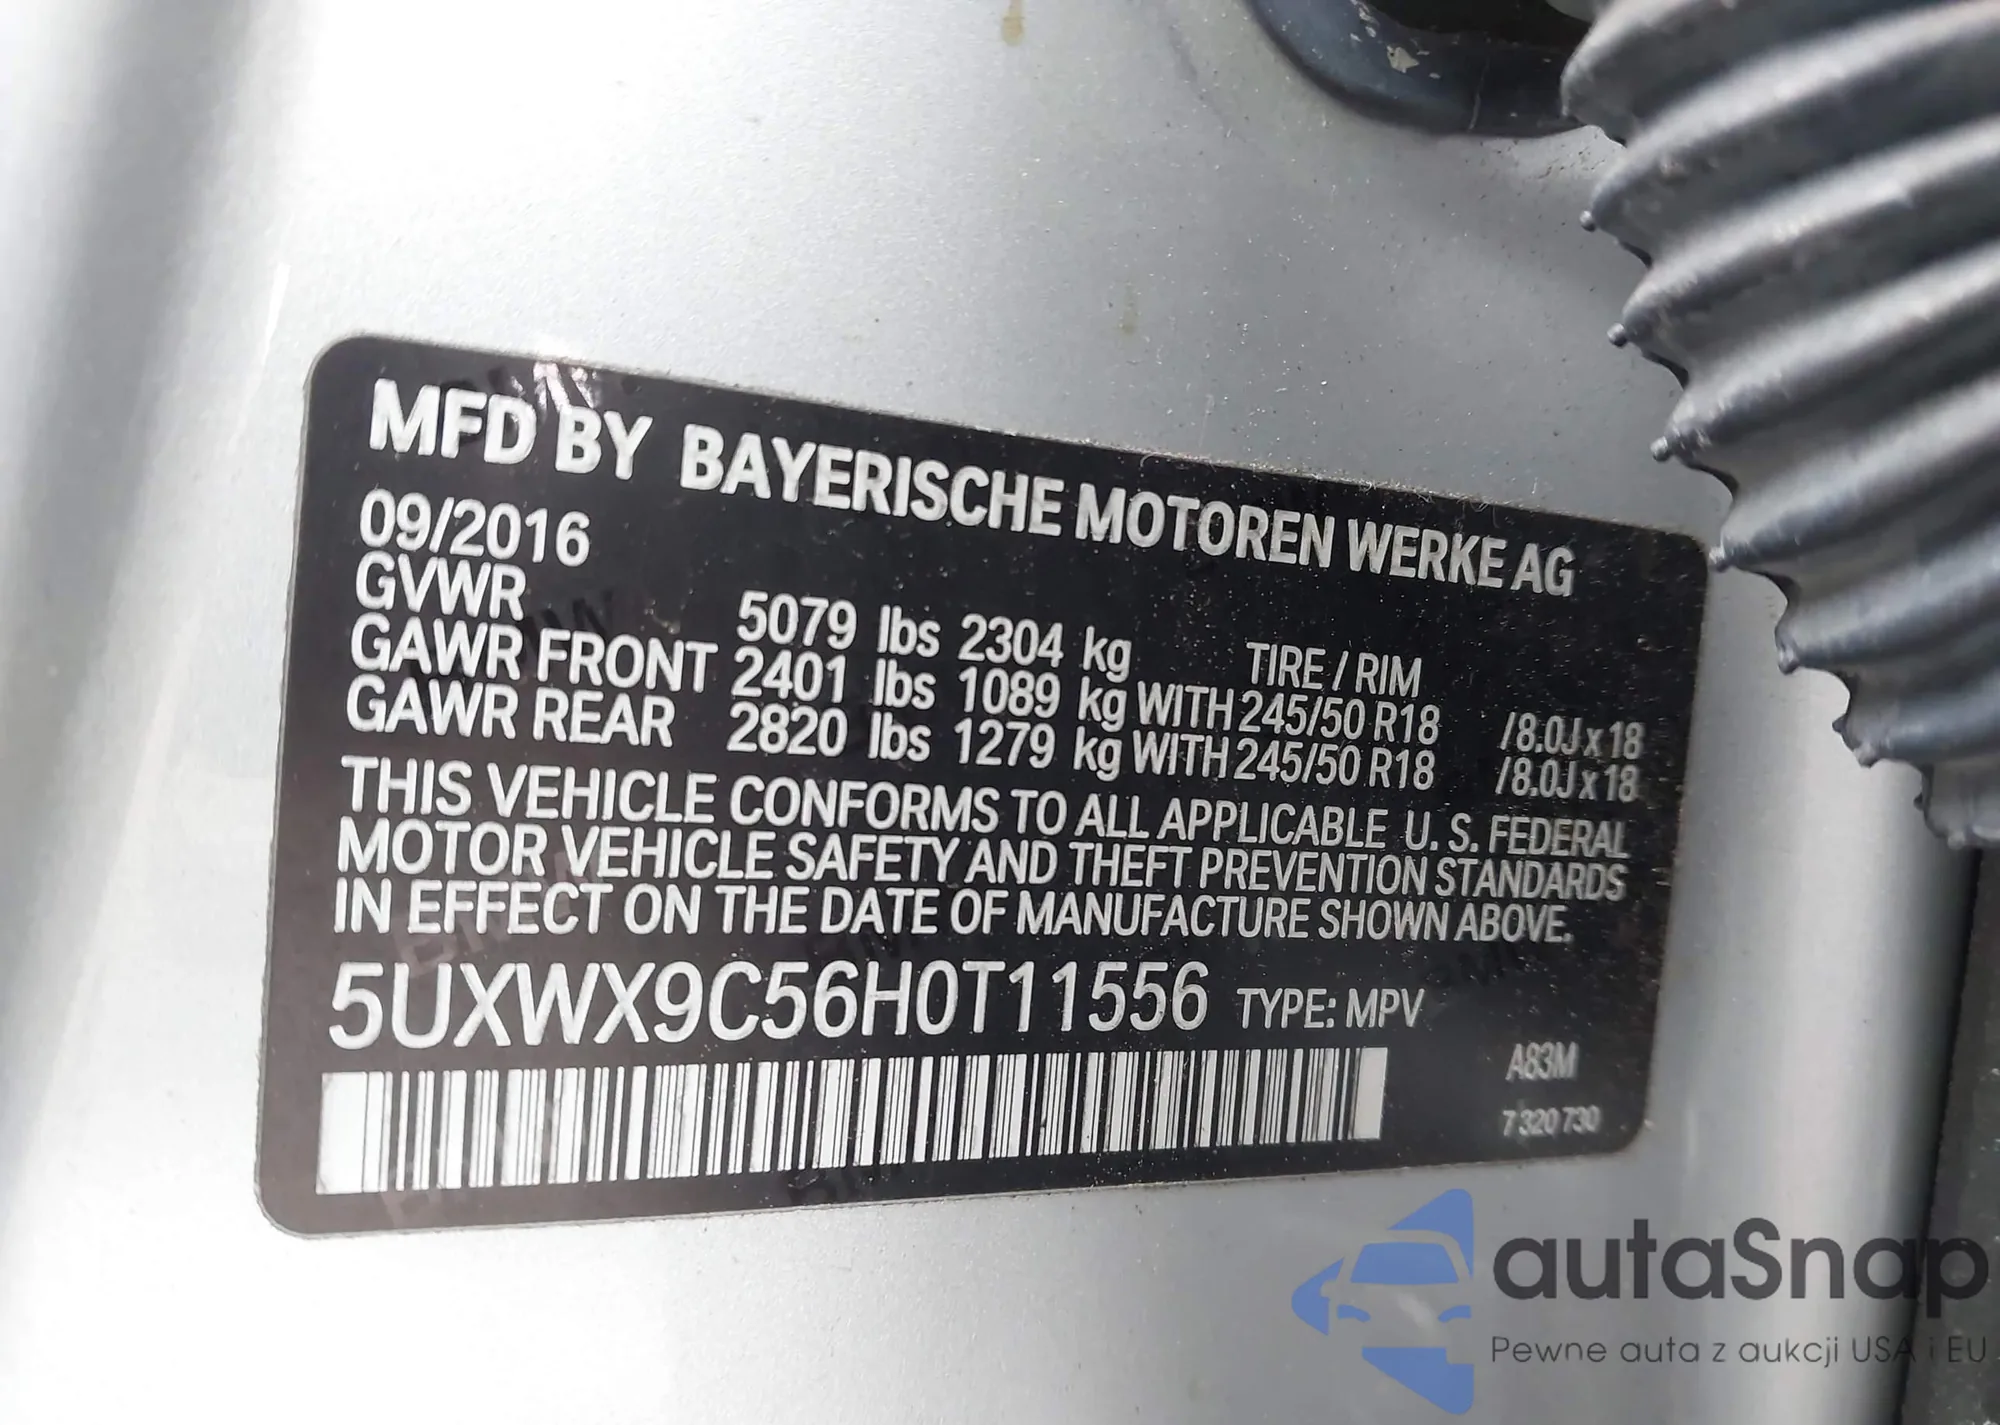 MFD BY BAYERISCHE MOTOREN WERKE AG
09/2016
GVWR 5079 lbs 2304 kg TIRE / RIM
GAWR FRONT 2401 lbs 1089 kg WITH 245/50 R18 /8.0J x 18
GAWR REAR 2820 lbs 1279 kg WITH 245/50 R18 /8.0J x 18
THIS VEHICLE CONFORMS TO ALL APPLICABLE U. S. FEDERAL
MOTOR VEHICLE SAFETY AND THEFT PREVENTION STANDARDS
IN EFFECT ON THE DATE OF MANUFACTURE SHOWN ABOVE.
5UXWX9C56H0T11556 TYPE: MPV
A83M
7 320 730
autaSnap
Pewne auta z aukcji USA i EU